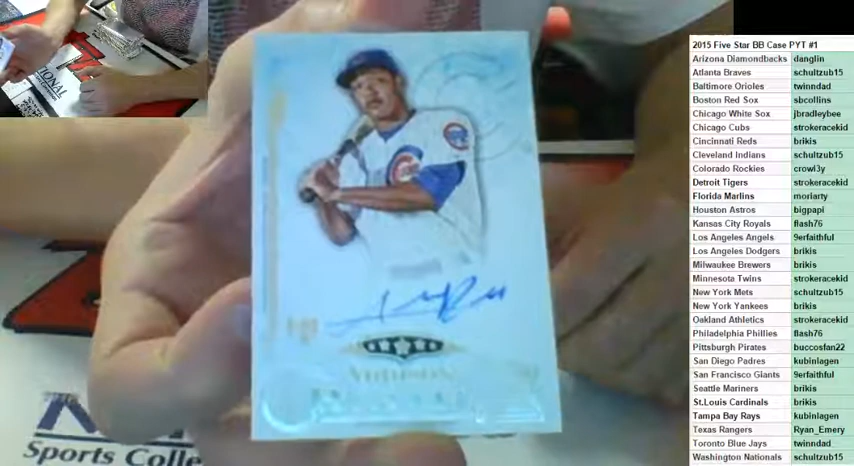 2015 Five Star BB Case PYT #1
Arizona Diamondbacks danglin
Atlanta Braves schultzub15
Baltimore Orioles twinndad
Boston Red Sox sbcollins
Chicago White Sox jbradleybee
Chicago Cubs strokeracekid
Cincinnati Reds brikis
Cleveland Indians schultzub15
Colorado Rockies crowl3y
Detroit Tigers strokeracekid
Florida Marlins moriarty
Houston Astros bigpapi
Kansas City Royals flash76
Los Angeles Angels 9erfaithful
Los Angeles Dodgers brikis
Milwaukee Brewers brikis
Minnesota Twins strokeracekid
New York Mets schultzub15
New York Yankees brikis
Oakland Athletics strokeracekid
Philadelphia Phillies flash76
Pittsburgh Pirates buccosfan22
San Diego Padres kubinlagen
San Francisco Giants 9erfaithful
Seattle Mariners brikis
St.Louis Cardinals brikis
Tampa Bay Rays kubinlagen
Texas Rangers Ryan_Emery
Toronto Blue Jays twinndad
Washington Nationals schultzub15
THE
Sports Colle